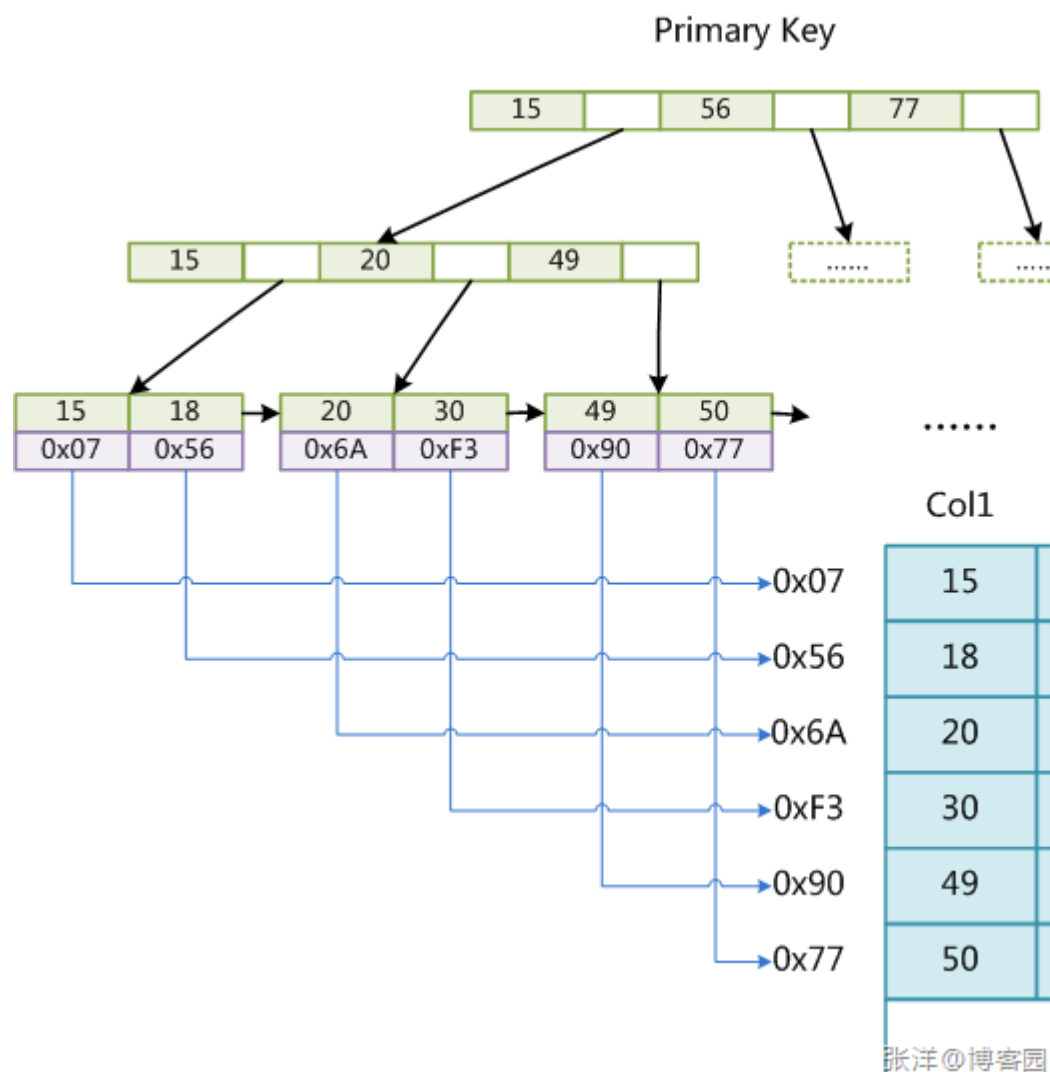 Primary Key
15 56 77
15 20 49
...... ......
15 18 20 30 49 50
0x07 0x56 0x6A 0xF3 0x90 0x77
......
Col1
0x07 15
0x56 18
0x6A 20
0xF3 30
0x90 49
0x77 50
张洋@博客园